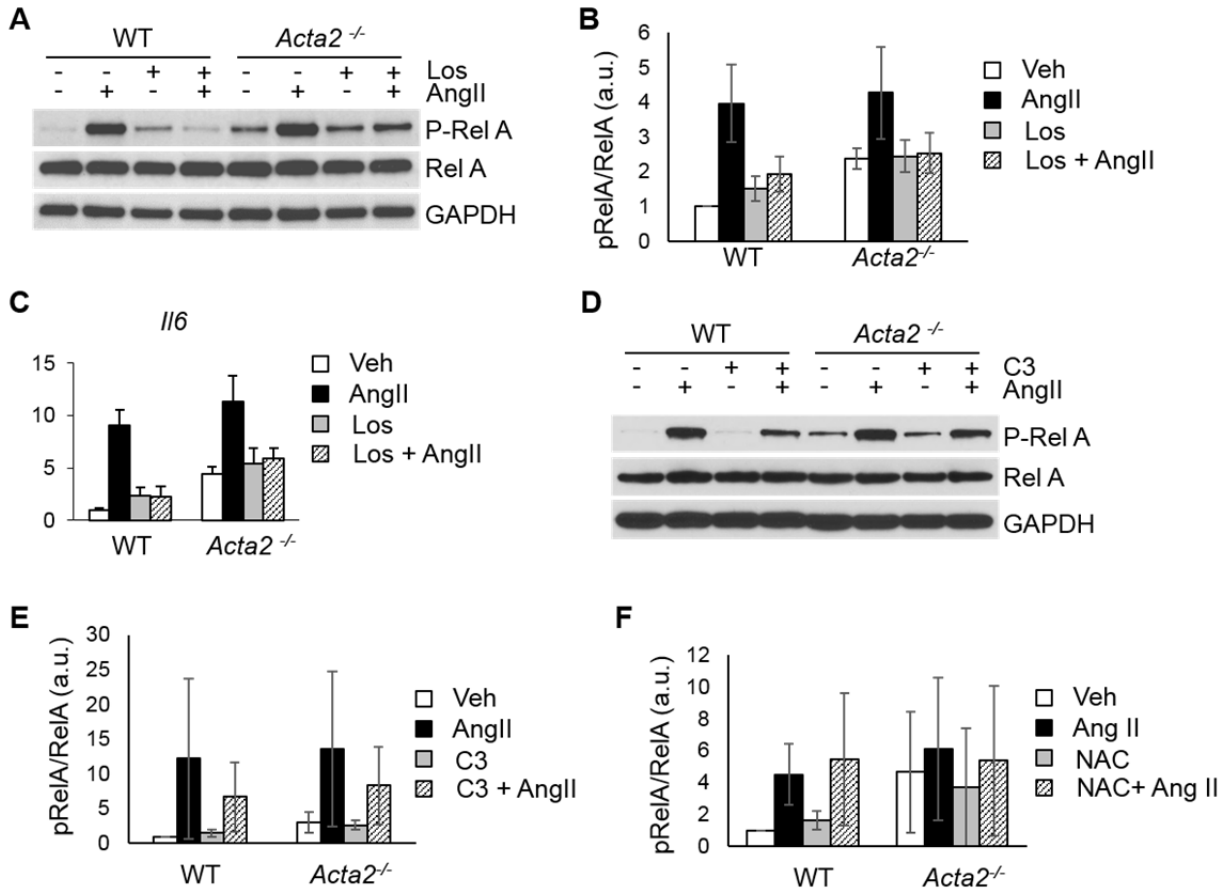 A
WT Acta2 -/-
- - + + - - + + Los
- + - + - + - + AngII
P-Rel A
Rel A
GAPDH
B
pRelA/RelA (a.u.)
6
5
4
3
2
1
0
WT Acta2-/-
Veh
AngII
Los
Los + AngII
C
Il6
15
10
5
0
WT Acta2 -/-
Veh
AngII
Los
Los + AngII
D
WT Acta2 -/-
- - + + - - + + C3
- + - + - + - + AngII
P-Rel A
Rel A
GAPDH
E
pRelA/RelA (a.u.)
30
25
20
15
10
5
0
WT Acta2-/-
Veh
AngII
C3
C3 + AngII
F
pRelA/RelA (a.u.)
12
10
8
6
4
2
0
WT Acta2-/-
Veh
Ang II
NAC
NAC+ Ang II